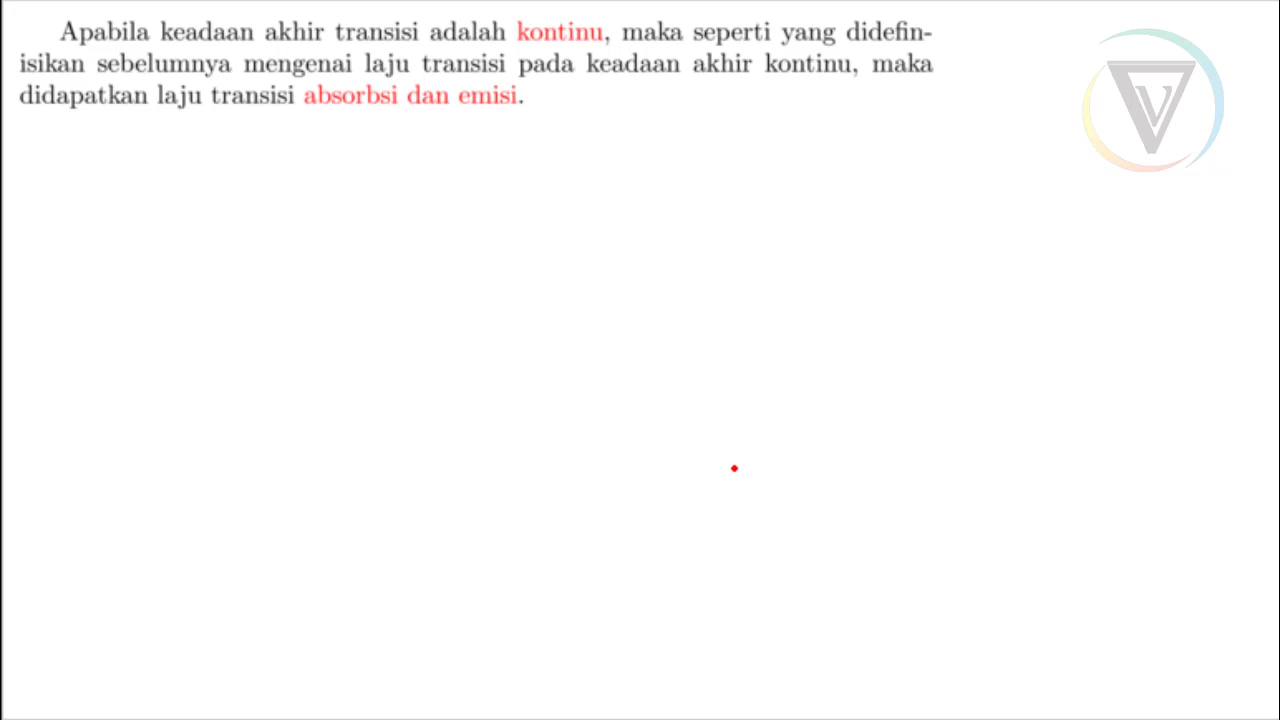 Apabila keadaan akhir transisi adalah kontinu, maka seperti yang didefin-
isikan sebelumnya mengenai laju transisi pada keadaan akhir kontinu, maka
didapatkan laju transisi absorbsi dan emisi.